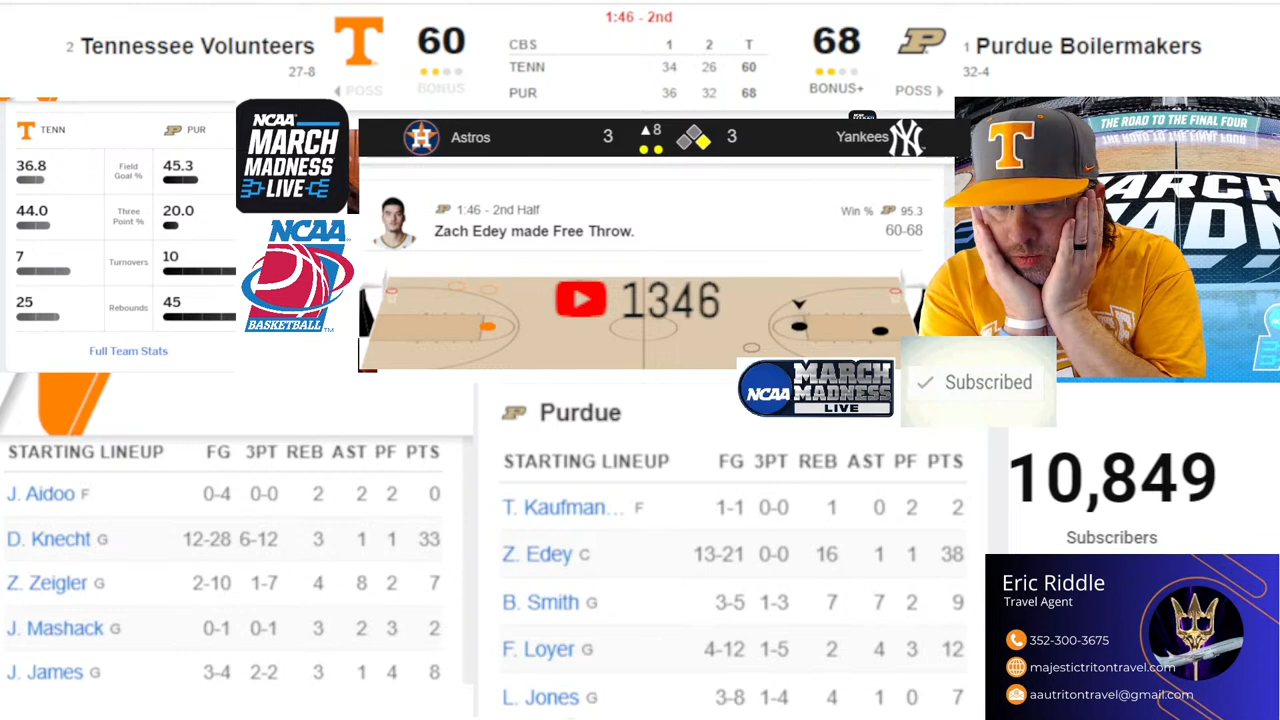 1:46 - 2nd
2 Tennessee Volunteers
27-8
T
60
BONUS
POSS
CBS 1 2 T
TENN 34 26 60
PUR 36 32 68
68
BONUS+
P
POSS
1 Purdue Boilermakers
32-4
T TENN P PUR
36.8 Field Goal % 45.3
44.0 Three Point % 20.0
7 Turnovers 10
25 Rebounds 45
Full Team Stats
NCAA
MARCH
MADNESS
LIVE
NCAA
BASKETBALL
TM
Astros 3 ▲8 3 Yankees
1:46 - 2nd Half
Zach Edey made Free Throw.
Win % P 95.3
60-68
1346
THE ROAD TO THE FINAL FOUR
T
NCAA
MARCH
MADNESS
LIVE
Subscribed
10,849
Subscribers
STARTING LINEUP FG 3PT REB AST PF PTS
J. Aidoo F 0-4 0-0 2 2 2 0
D. Knecht G 12-28 6-12 3 1 1 33
Z. Zeigler G 2-10 1-7 4 8 2 7
J. Mashack G 0-1 0-1 3 2 3 2
J. James G 3-4 2-2 3 1 4 8
P Purdue
STARTING LINEUP FG 3PT REB AST PF PTS
T. Kaufman... F 1-1 0-0 1 0 2 2
Z. Edey C 13-21 0-0 16 1 1 38
B. Smith G 3-5 1-3 7 7 2 9
F. Loyer G 4-12 1-5 2 4 3 12
L. Jones G 3-8 1-4 4 1 0 7
Eric Riddle
Travel Agent
352-300-3675
majestictritontravel.com
aautritontravel@gmail.com